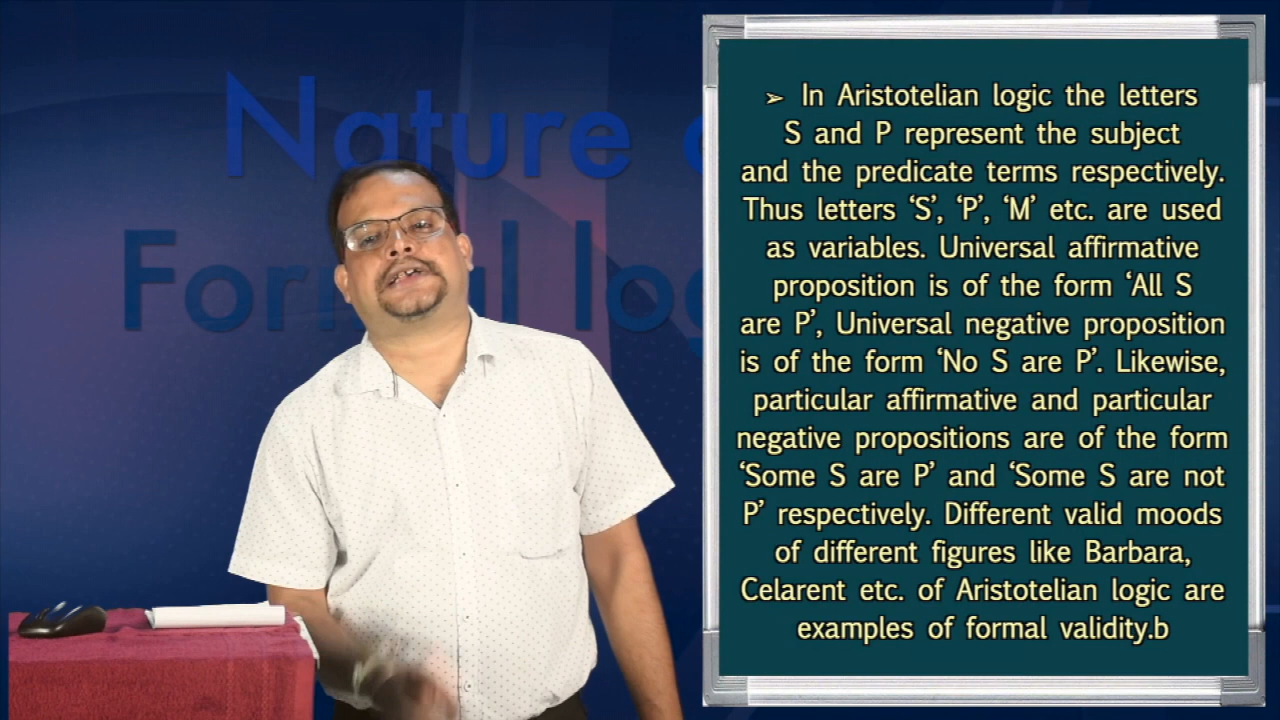 Nature
Formal log
➢ In Aristotelian logic the letters
S and P represent the subject
and the predicate terms respectively.
Thus letters ‘S’, ‘P’, ‘M’ etc. are used
as variables. Universal affirmative
proposition is of the form ‘All S
are P’, Universal negative proposition
is of the form ‘No S are P’. Likewise,
particular affirmative and particular
negative propositions are of the form
‘Some S are P’ and ‘Some S are not
P’ respectively. Different valid moods
of different figures like Barbara,
Celarent etc. of Aristotelian logic are
examples of formal validity.b